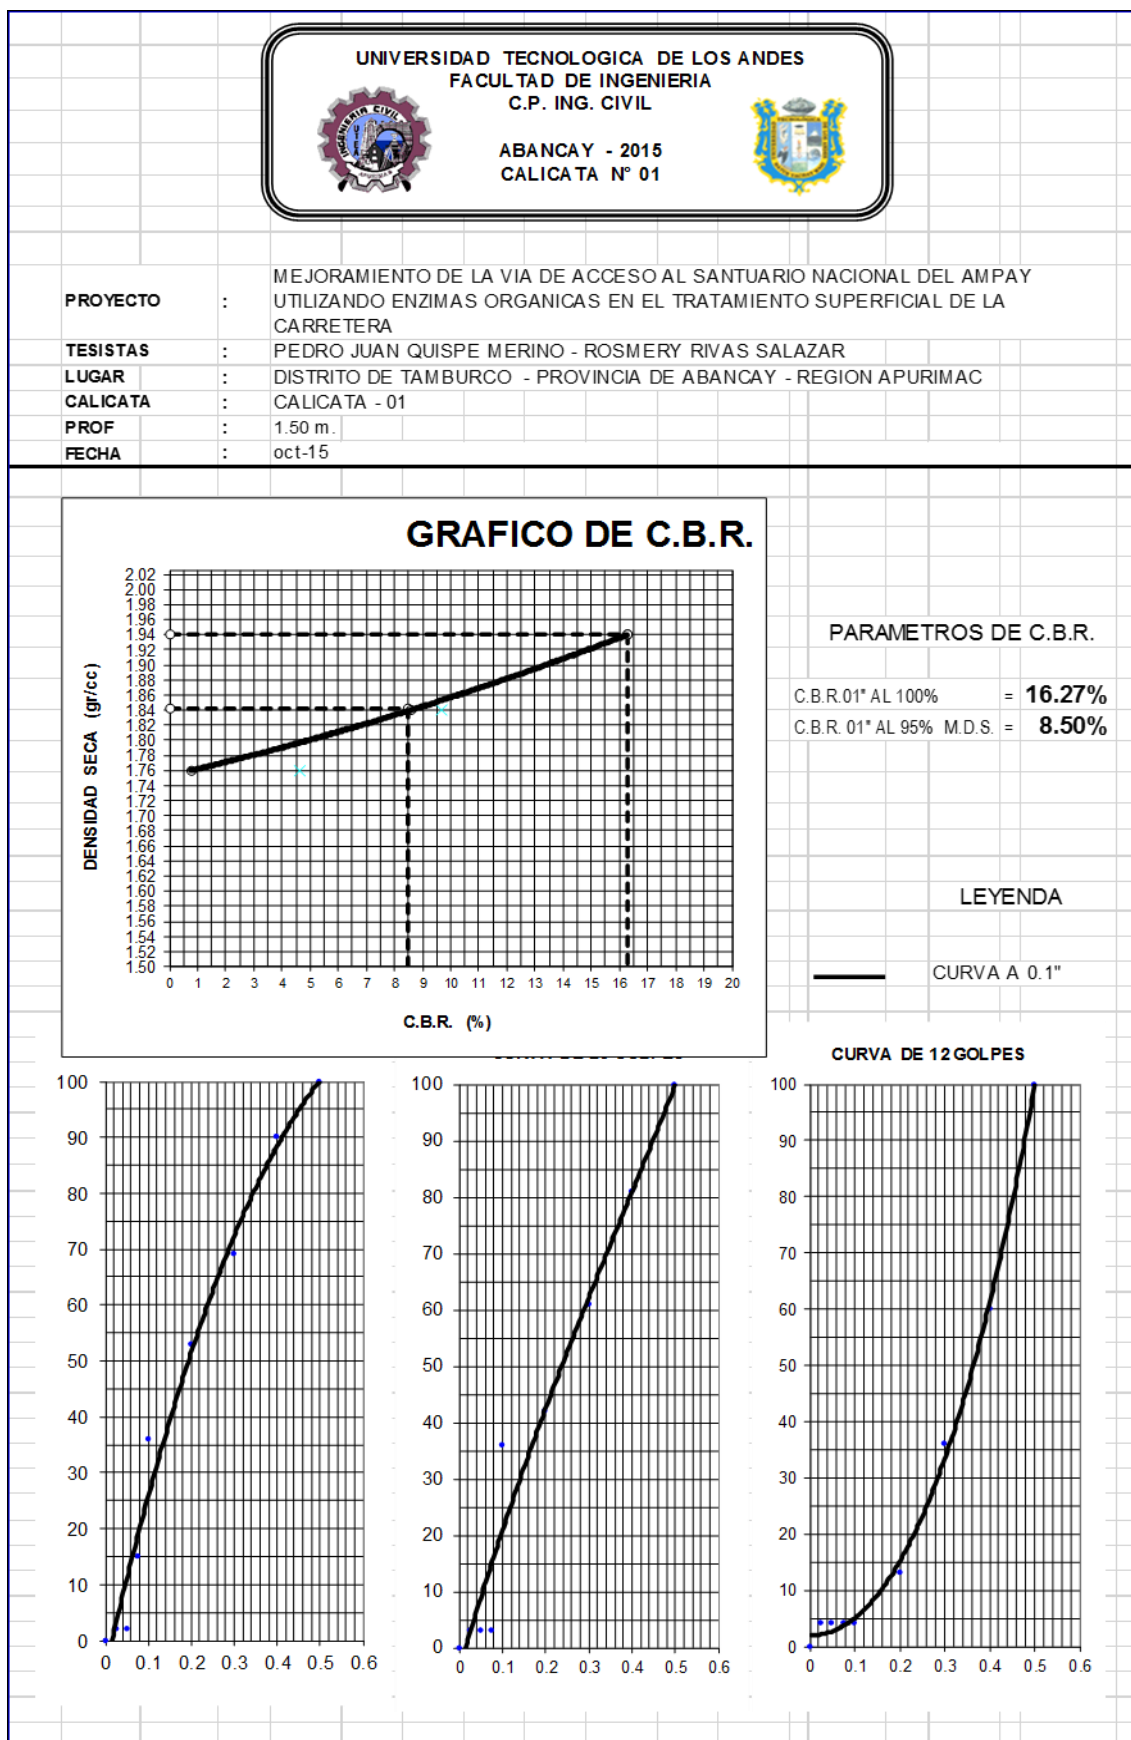 UNIVERSIDAD TECNOLOGICA DE LOS ANDES
FACULTAD DE INGENIERIA
C.P. ING. CIVIL
INGENIERIA CIVIL
ABANCAY - 2015
CALICATA N° 01
PROYECTO : MEJORAMIENTO DE LA VIA DE ACCESO AL SANTUARIO NACIONAL DEL AMPAY
UTILIZANDO ENZIMAS ORGANICAS EN EL TRATAMIENTO SUPERFICIAL DE LA
CARRETERA
TESISTAS : PEDRO JUAN QUISPE MERINO - ROSMERY RIVAS SALAZAR
LUGAR : DISTRITO DE TAMBURCO - PROVINCIA DE ABANCAY - REGION APURIMAC
CALICATA : CALICATA - 01
PROF : 1.50 m.
FECHA : oct-15
GRAFICO DE C.B.R.
DENSIDAD SECA (gr/cc)
2.02
2.00
1.98
1.96
1.94
1.92
1.90
1.88
1.86
1.84
1.82
1.80
1.78
1.76
1.74
1.72
1.70
1.68
1.66
1.64
1.62
1.60
1.58
1.56
1.54
1.52
1.50
0 1 2 3 4 5 6 7 8 9 10 11 12 13 14 15 16 17 18 19 20
C.B.R. (%)
PARAMETROS DE C.B.R.
C.B.R.01" AL 100% = 16.27%
C.B.R. 01" AL 95% M.D.S. = 8.50%
LEYENDA
CURVA A 0.1"
100
90
80
70
60
50
40
30
20
10
0
0 0.1 0.2 0.3 0.4 0.5 0.6
100
90
80
70
60
50
40
30
20
10
0
0 0.1 0.2 0.3 0.4 0.5 0.6
CURVA DE 12 GOLPES
100
90
80
70
60
50
40
30
20
10
0
0 0.1 0.2 0.3 0.4 0.5 0.6